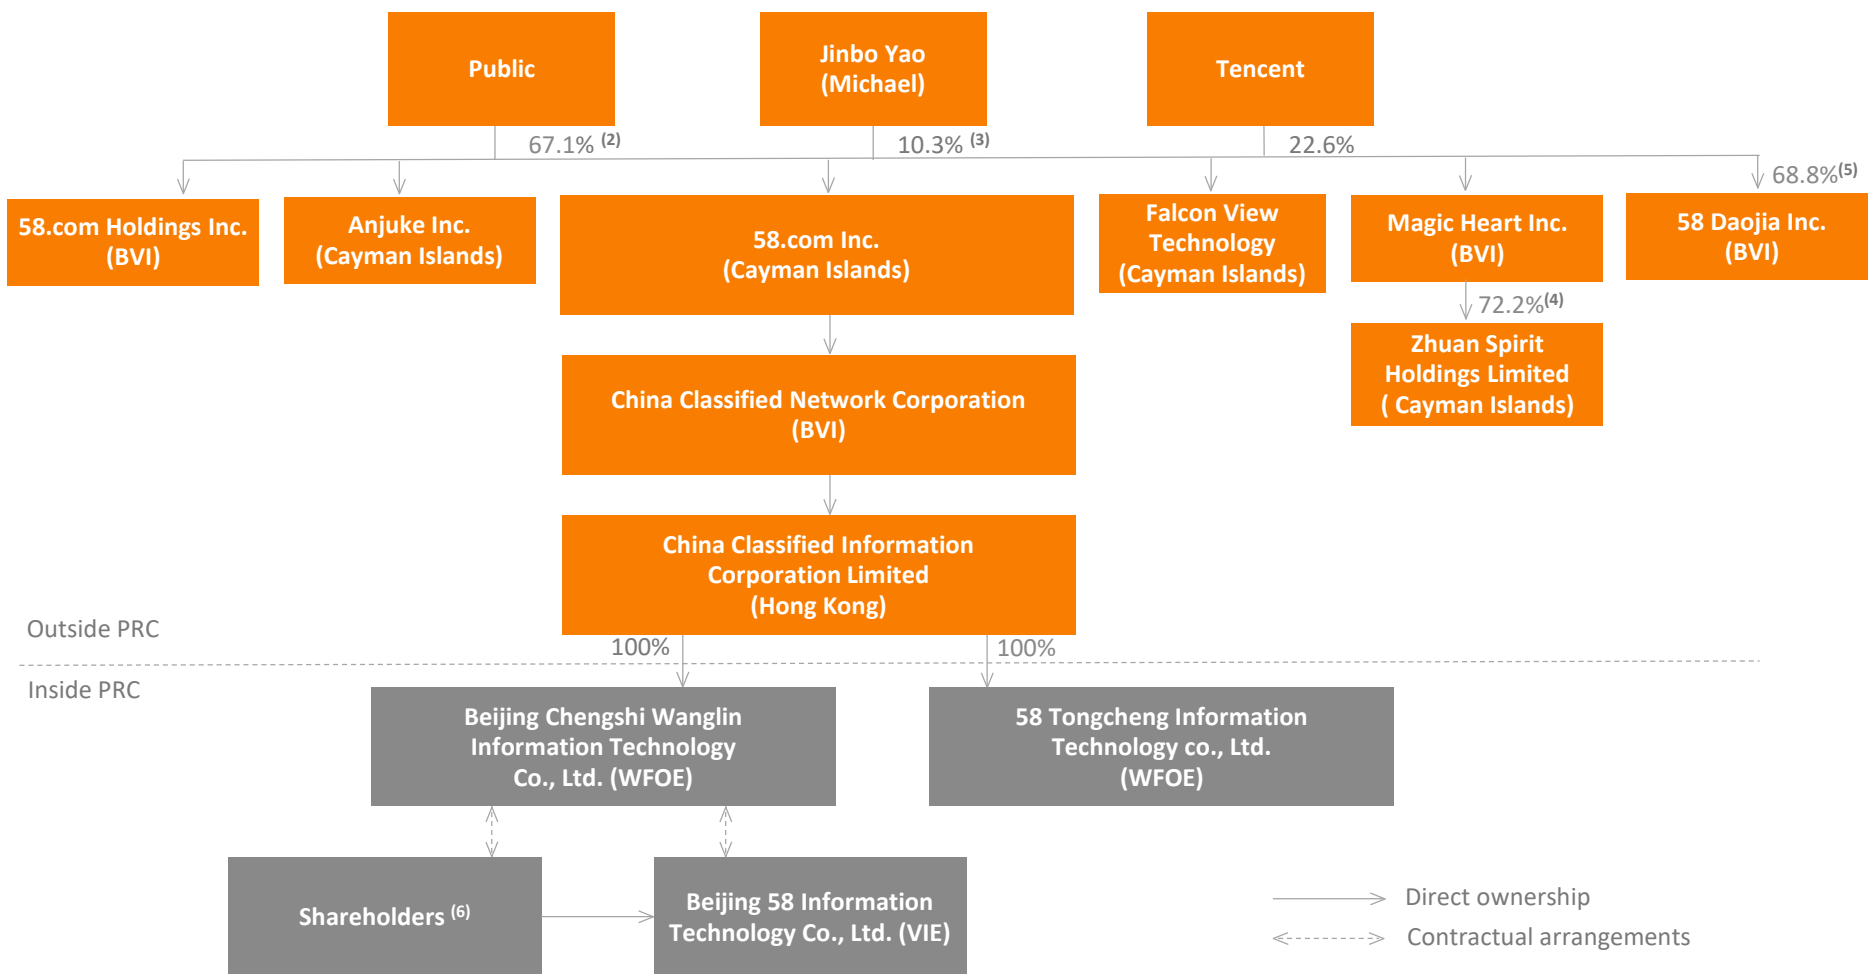 Public
Jinbo Yao
(Michael)
Tencent
67.1% (2)
10.3% (3)
22.6%
68.8%(5)
58.com Holdings Inc.
(BVI)
Anjuke Inc.
(Cayman Islands)
58.com Inc.
(Cayman Islands)
Falcon View
Technology
(Cayman Islands)
Magic Heart Inc.
(BVI)
58 Daojia Inc.
(BVI)
72.2%(4)
Zhuan Spirit
Holdings Limited
( Cayman Islands)
China Classified Network Corporation
(BVI)
China Classified Information
Corporation Limited
(Hong Kong)
Outside PRC
100%
100%
Inside PRC
Beijing Chengshi Wanglin
Information Technology
Co., Ltd. (WFOE)
58 Tongcheng Information
Technology co., Ltd.
(WFOE)
Shareholders (6)
Beijing 58 Information
Technology Co., Ltd. (VIE)
Direct ownership
Contractual arrangements